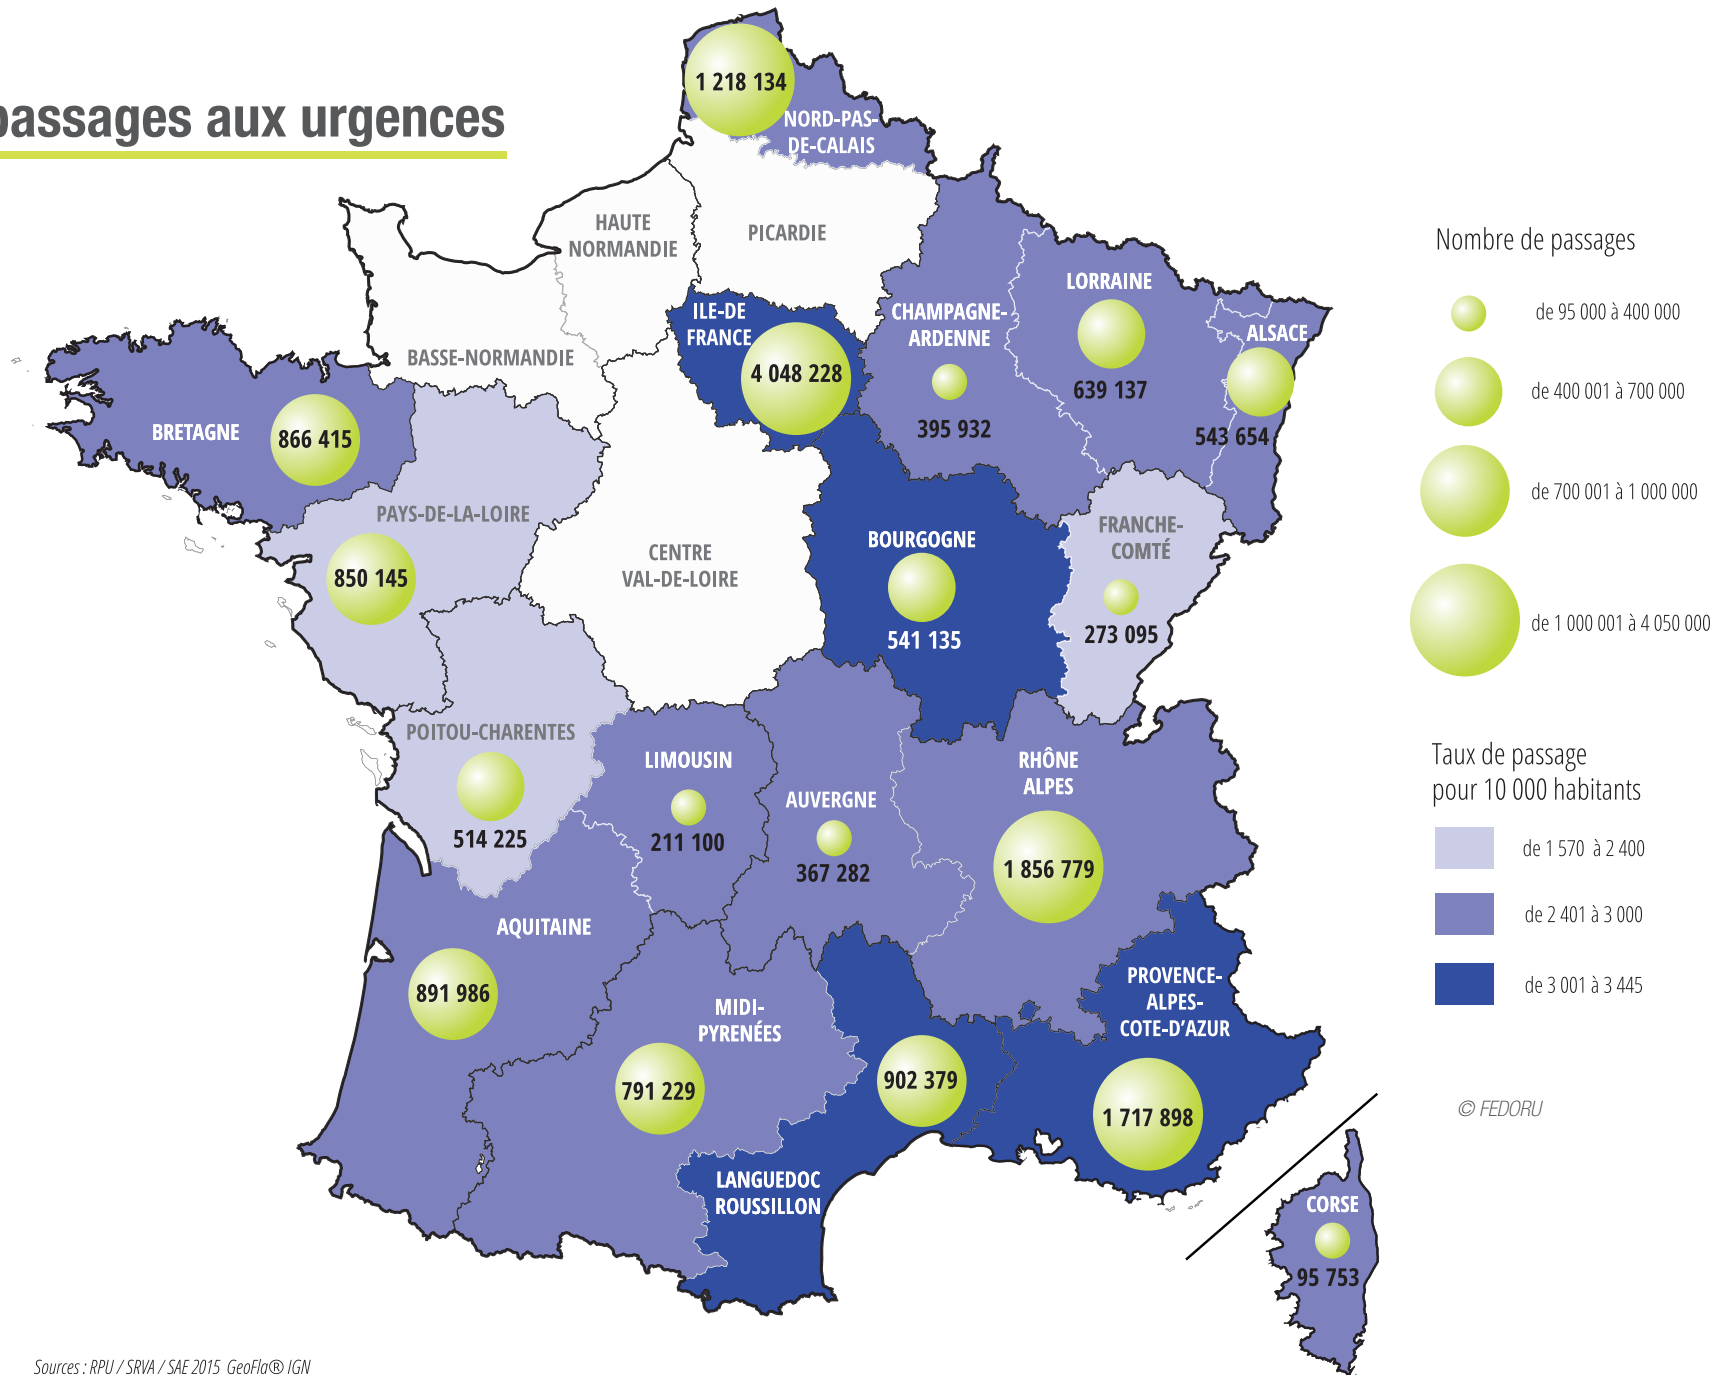 passages aux urgences
1 218 134
NORD-PAS-
DE-CALAIS
HAUTE
NORMANDIE
PICARDIE
BASSE-NORMANDIE
ILE-DE
FRANCE
4 048 228
CHAMPAGNE-
ARDENNE
395 932
LORRAINE
639 137
ALSACE
543 654
BRETAGNE
866 415
PAYS-DE-LA-LOIRE
850 145
CENTRE
VAL-DE-LOIRE
BOURGOGNE
541 135
FRANCHE-
COMTÉ
273 095
POITOU-CHARENTES
514 225
LIMOUSIN
211 100
AUVERGNE
367 282
RHÔNE
ALPES
1 856 779
AQUITAINE
891 986
MIDI-
PYRENÉES
791 229
902 379
LANGUEDOC
ROUSSILLON
PROVENCE-
ALPES-
COTE-D'AZUR
1 717 898
CORSE
95 753
Nombre de passages
de 95 000 à 400 000
de 400 001 à 700 000
de 700 001 à 1 000 000
de 1 000 001 à 4 050 000
Taux de passage
pour 10 000 habitants
de 1 570 à 2 400
de 2 401 à 3 000
de 3 001 à 3 445
© FEDORU
Sources : RPU / SRVA / SAE 2015 GeoFla® IGN